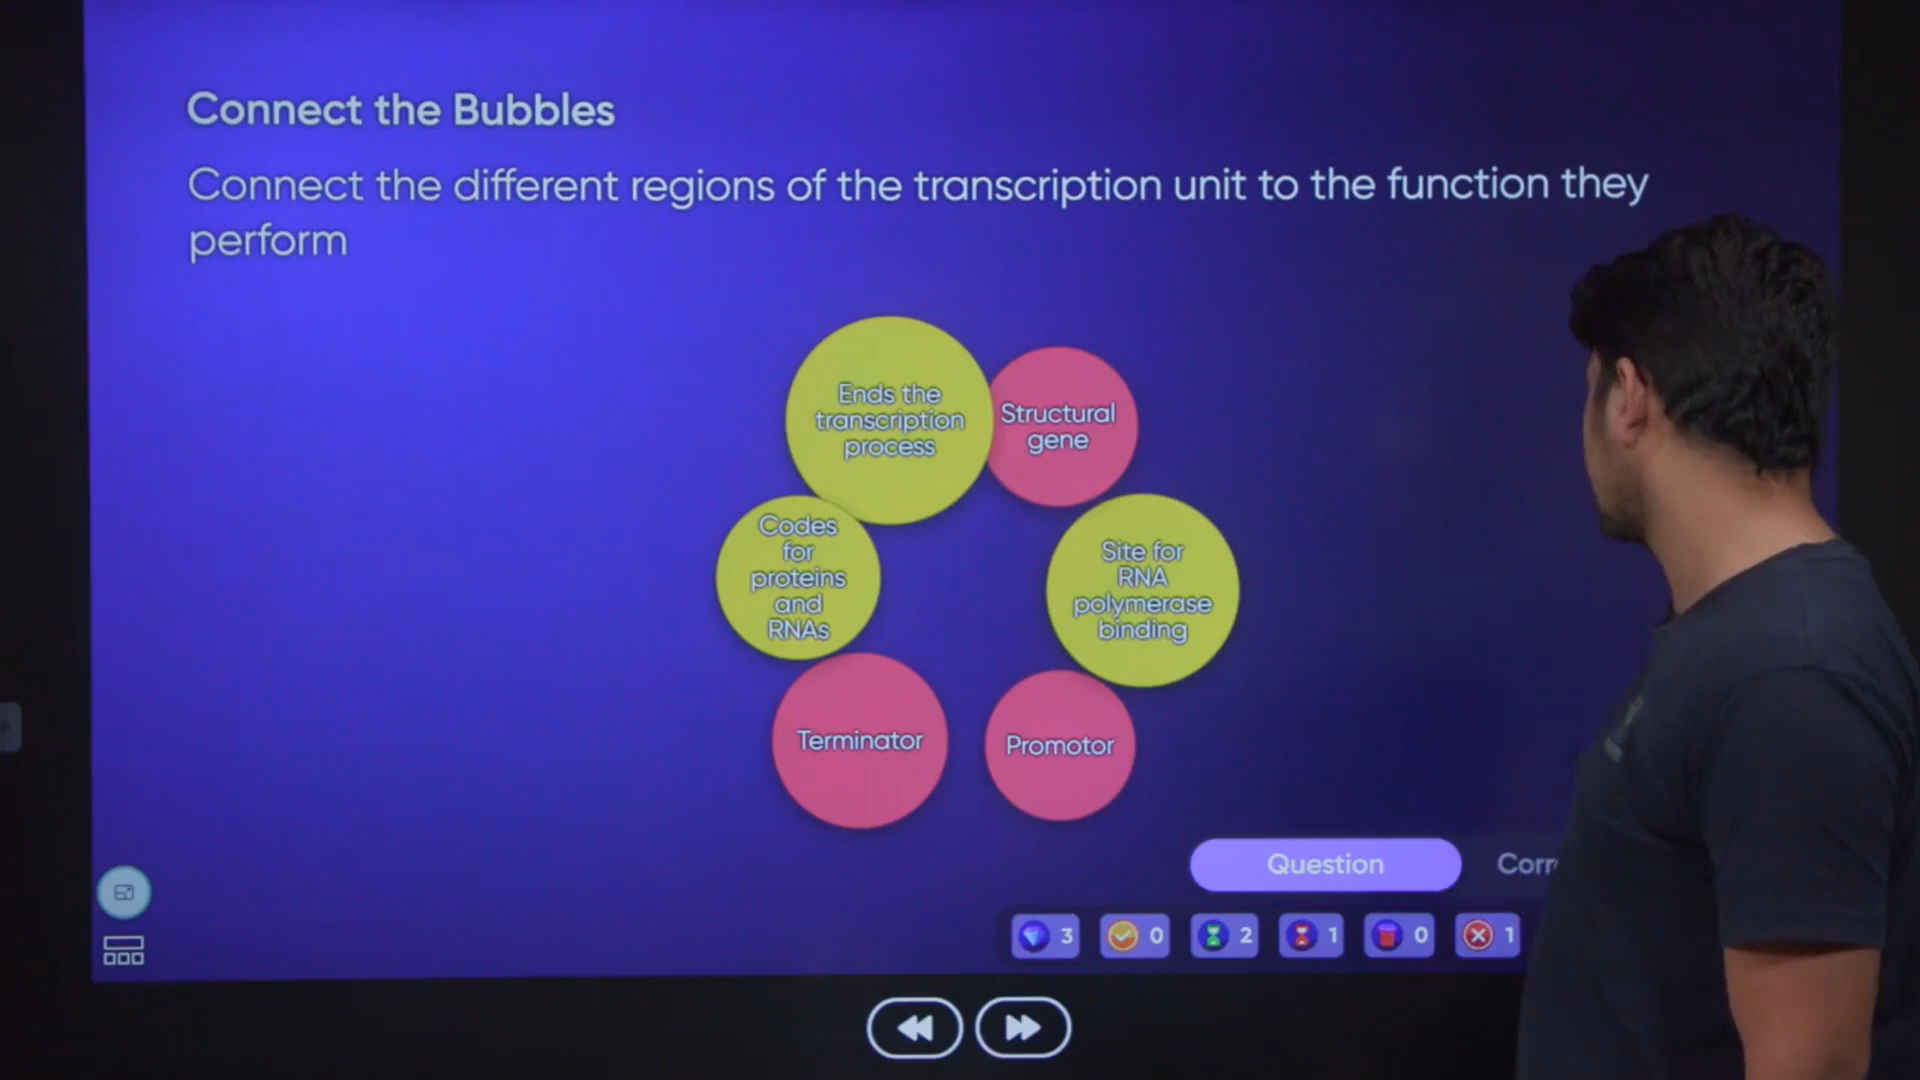 Connect the Bubbles
Connect the different regions of the transcription unit to the function they
perform
Ends the
transcription
process
Structural
gene
Codes
for
proteins
and
RNAs
Site for
RNA
polymerase
binding
Terminator
Promotor
Question
3
0
2
1
0
1